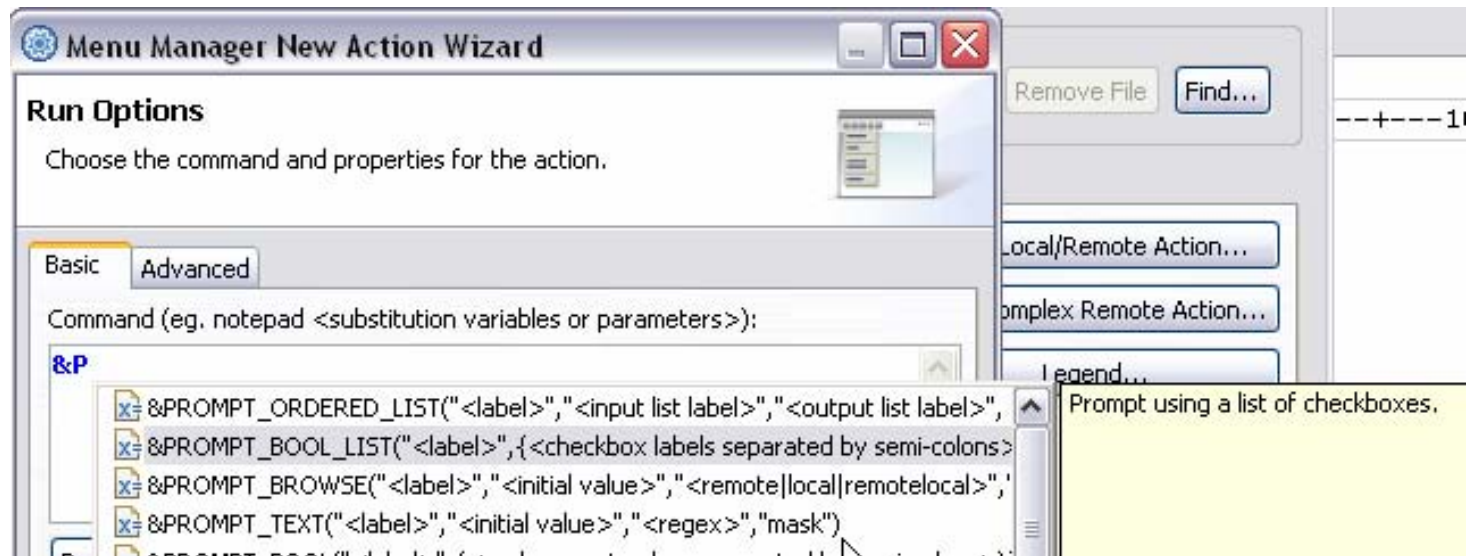 Menu Manager New Action Wizard
Run Options
Choose the command and properties for the action.
Remove File Find...
--+---1
Basic Advanced
Local/Remote Action...
Command (eg. notepad <substitution variables or parameters>):
omplex Remote Action...
&P
Legend...
&PROMPT_ORDERED_LIST("<label>","<input list label>","<output list label>",
Prompt using a list of checkboxes.
&PROMPT_BOOL_LIST("<label>",{<checkbox labels separated by semi-colons>
&PROMPT_BROWSE("<label>","<initial value>","<remote|local|remotelocal>","
&PROMPT_TEXT("<label>","<initial value>","<regex>","mask")